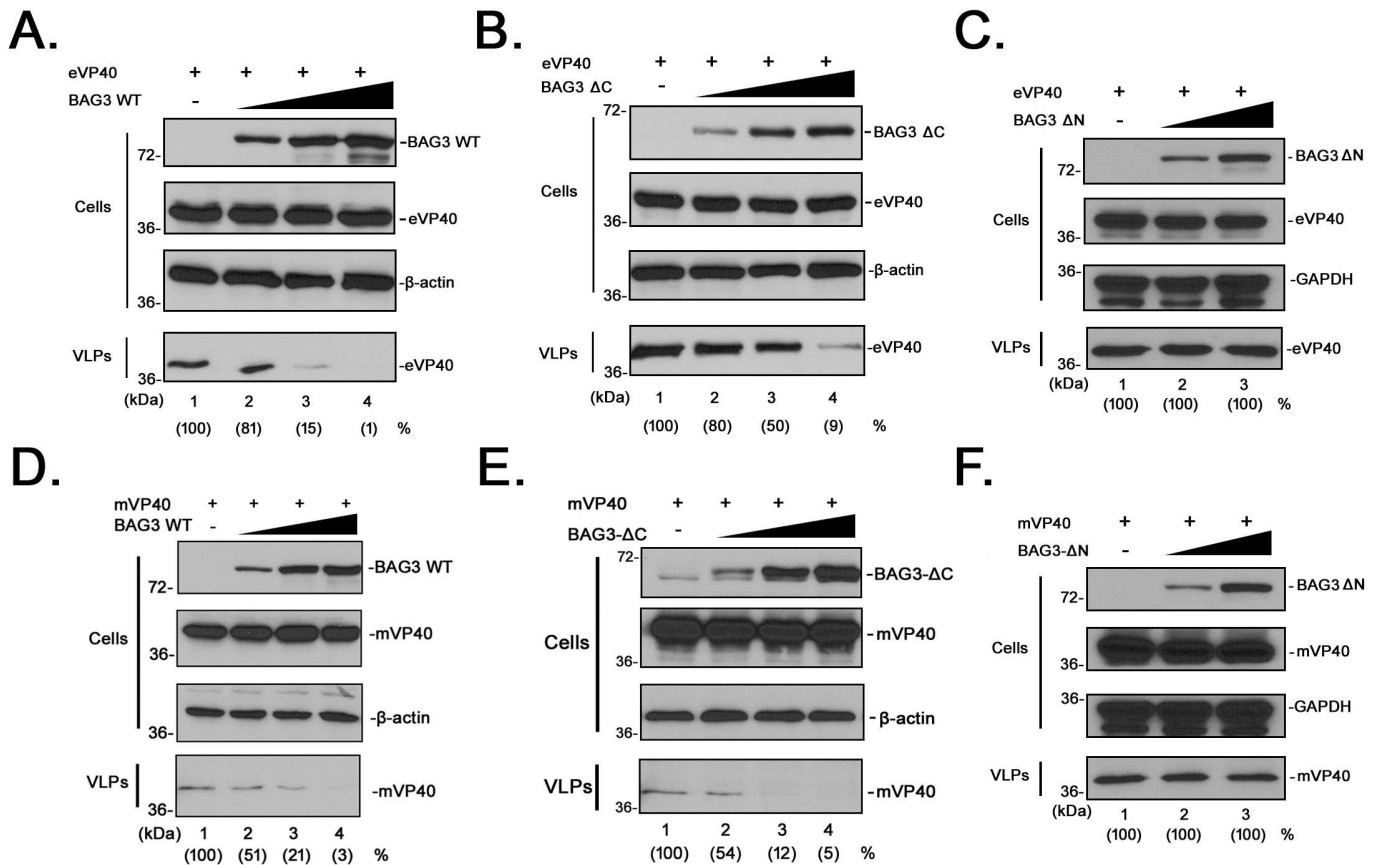 A.
eVP40 + + + +
BAG3 WT -
Cells
72-
-BAG3 WT
-eVP40
36-
-β-actin
36-
VLPs
-eVP40
36-
(kDa) 1 2 3 4
(100) (81) (15) (1) %
B.
eVP40 + + + +
BAG3 ΔC -
Cells
72-
-BAG3 ΔC
-eVP40
36-
-β-actin
36-
VLPs
-eVP40
36-
(kDa) 1 2 3 4
(100) (80) (50) (9) %
C.
eVP40 + + +
BAG3 ΔN -
Cells
-BAG3 ΔN
72-
-eVP40
36-
36-
-GAPDH
VLPs
-eVP40
36-
(kDa) 1 2 3
(100) (100) (100) %
D.
mVP40 + + + +
BAG3 WT -
Cells
-BAG3 WT
72-
-mVP40
36-
-β-actin
36-
VLPs
-mVP40
36-
(kDa) 1 2 3 4
(100) (51) (21) (3) %
E.
mVP40 + + + +
BAG3-ΔC -
Cells
72-
-BAG3-ΔC
-mVP40
36-
-β-actin
36-
VLPs
-mVP40
36-
(kDa) 1 2 3 4
(100) (54) (12) (5) %
F.
mVP40 + + +
BAG3-ΔN -
Cells
-BAG3 ΔN
72-
-mVP40
36-
36-
-GAPDH
VLPs
-mVP40
36-
(kDa) 1 2 3
(100) (100) (100) %